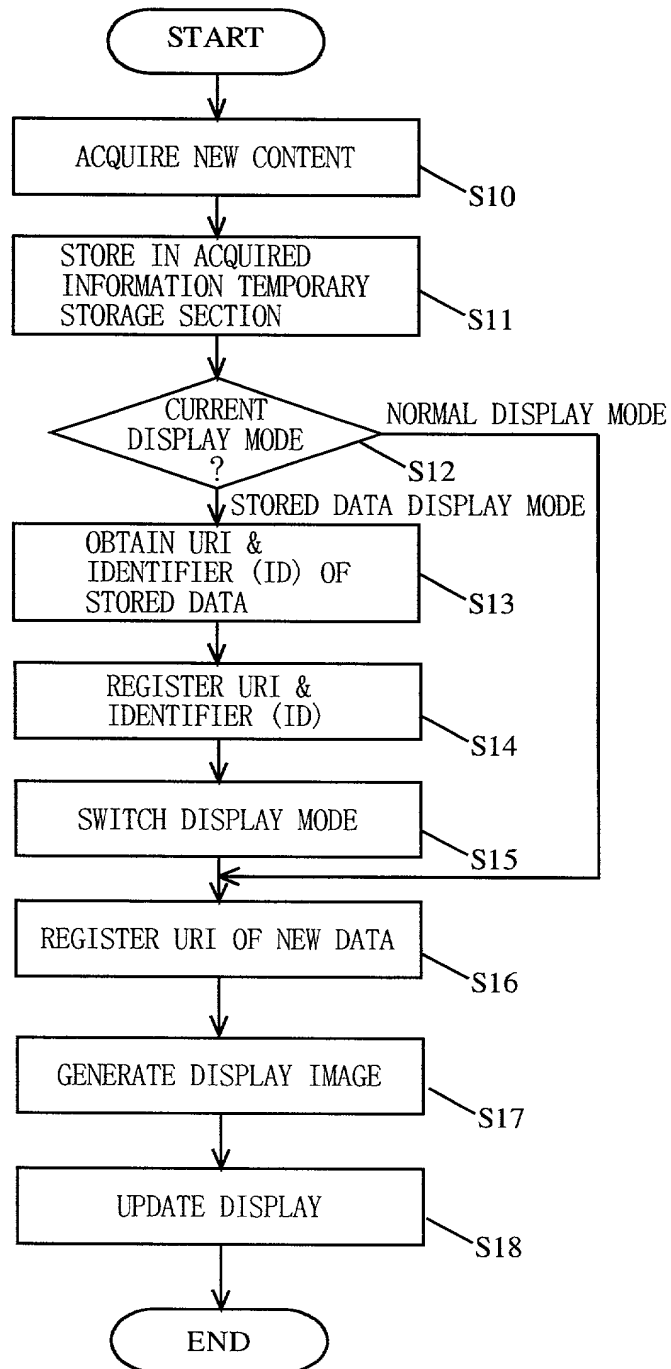 START
ACQUIRE NEW CONTENT
S10
STORE IN ACQUIRED
INFORMATION TEMPORARY
STORAGE SECTION
S11
CURRENT
DISPLAY MODE
?
NORMAL DISPLAY MODE
S12
STORED DATA DISPLAY MODE
OBTAIN URI &
IDENTIFIER (ID) OF
STORED DATA
S13
REGISTER URI &
IDENTIFIER (ID)
S14
SWITCH DISPLAY MODE
S15
REGISTER URI OF NEW DATA
S16
GENERATE DISPLAY IMAGE
S17
UPDATE DISPLAY
S18
END